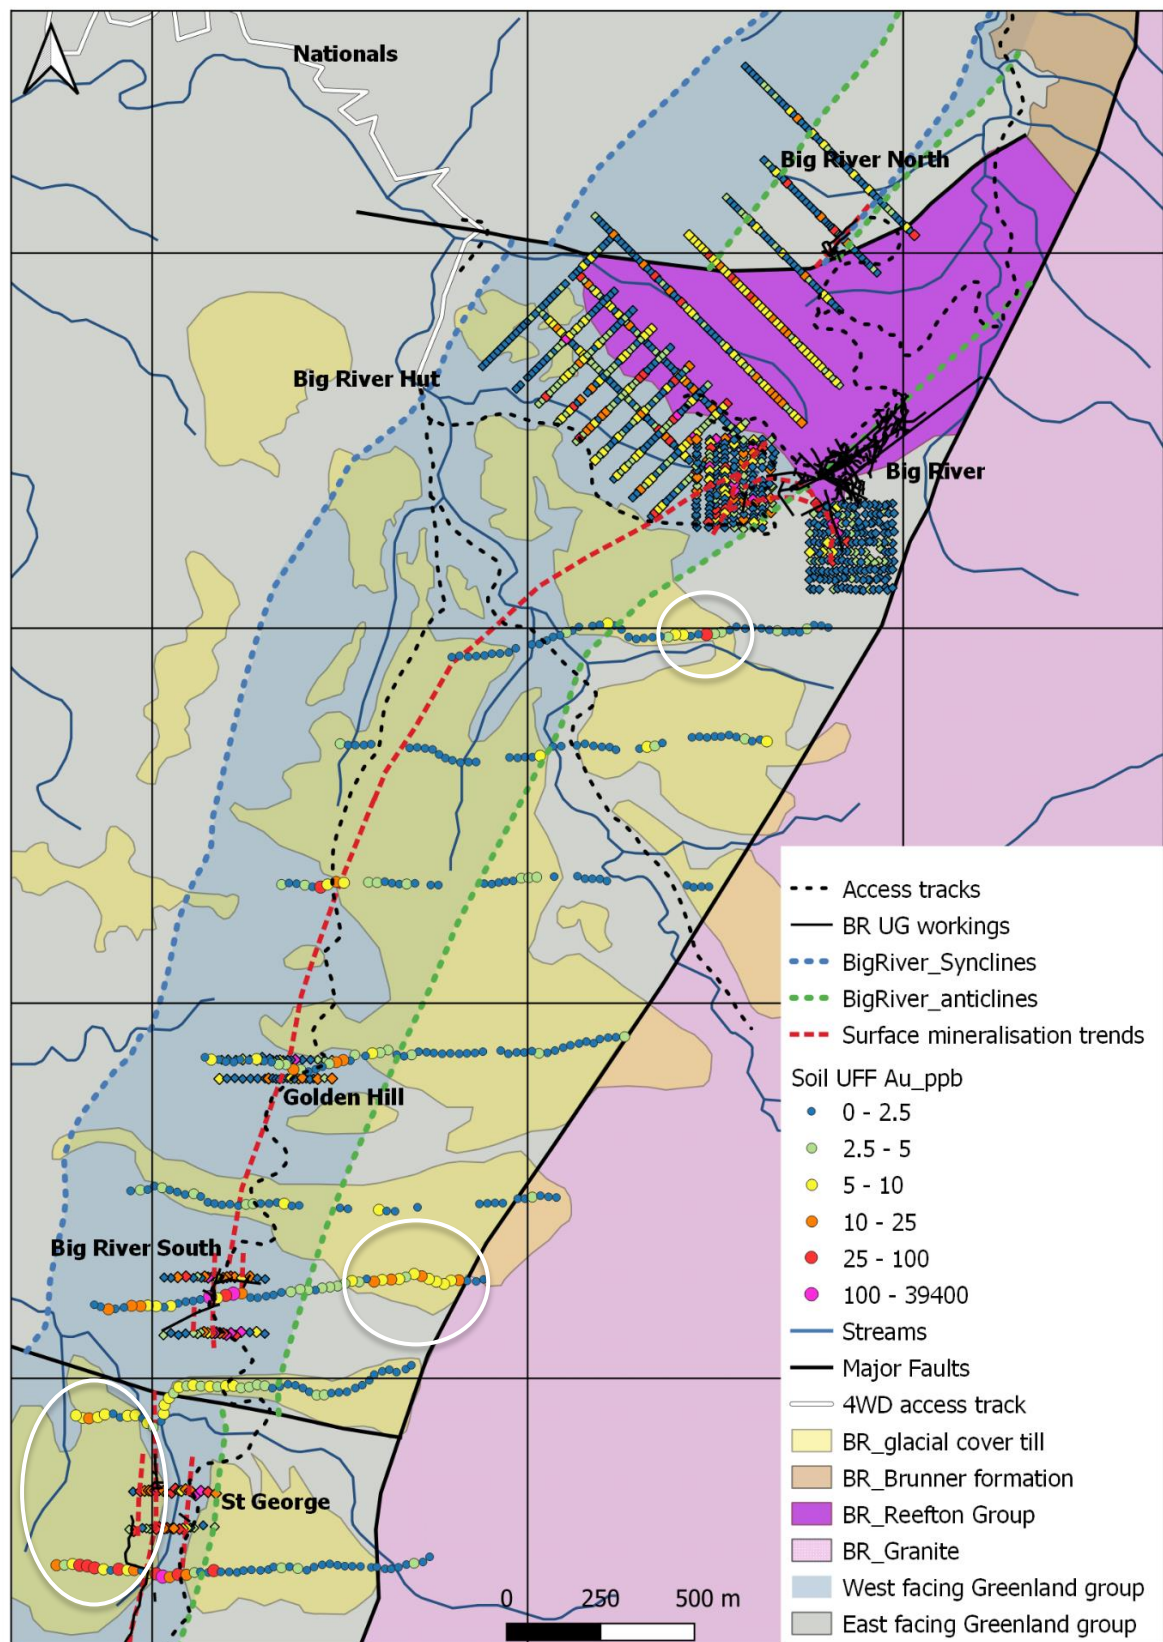 Nationals
Big River North
Big River Hut
Big River
Golden Hill
Big River South
St George
0 250 500 m
Access tracks
BR UG workings
BigRiver_Synclines
BigRiver_anticlines
Surface mineralisation trends
Soil UFF Au_ppb
0 - 2.5
2.5 - 5
5 - 10
10 - 25
25 - 100
100 - 39400
Streams
Major Faults
4WD access track
BR_glacial cover till
BR_Brunner formation
BR_Reefton Group
BR_Granite
West facing Greenland group
East facing Greenland group